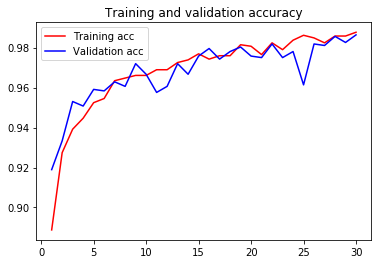 Training and validation accuracy
Training acc
Validation acc
0.98
0.96
0.94
0.92
0.90
0 5 10 15 20 25 30